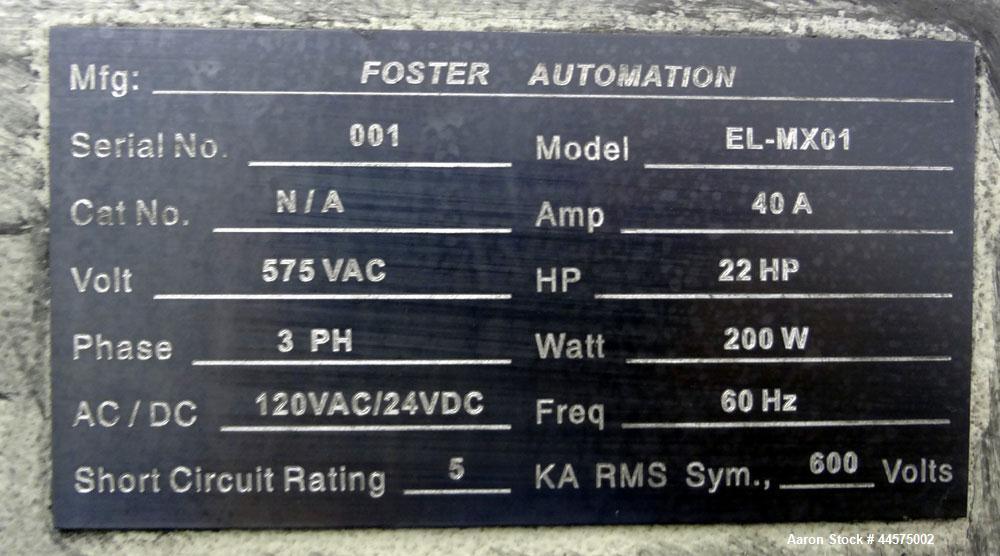 Mfg: FOSTER AUTOMATION
Serial No. 001 Model EL-MX01
Cat No. N/A Amp 40 A
Volt 575 VAC HP 22 HP
Phase 3 PH Watt 200 W
AC / DC 120VAC/24VDC Freq 60 Hz
Short Circuit Rating 5 KA RMS Sym., 600 Volts
Aaron Stock # 44575002